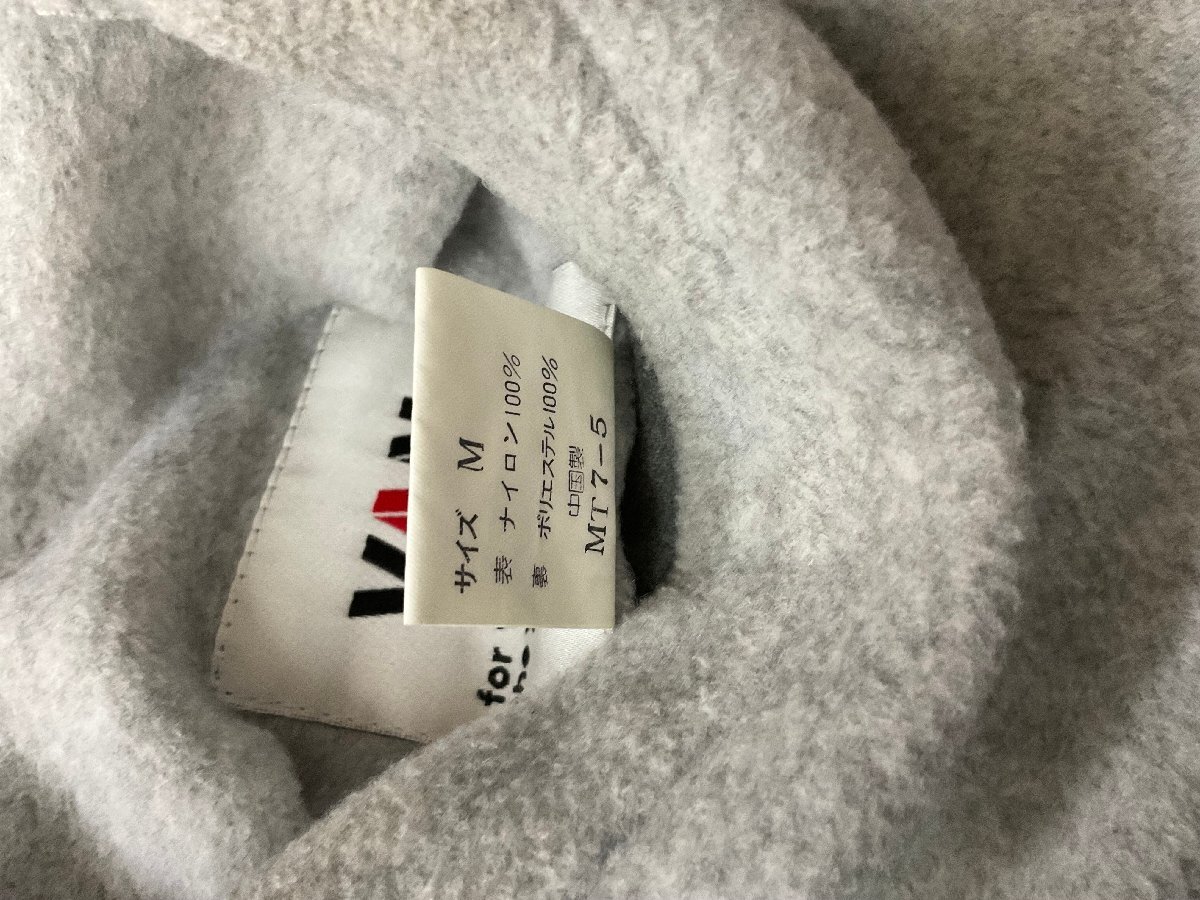 サイズ M
表 ナイロン100%
裏 ポリエステル100%
中国製
MT7-5
for